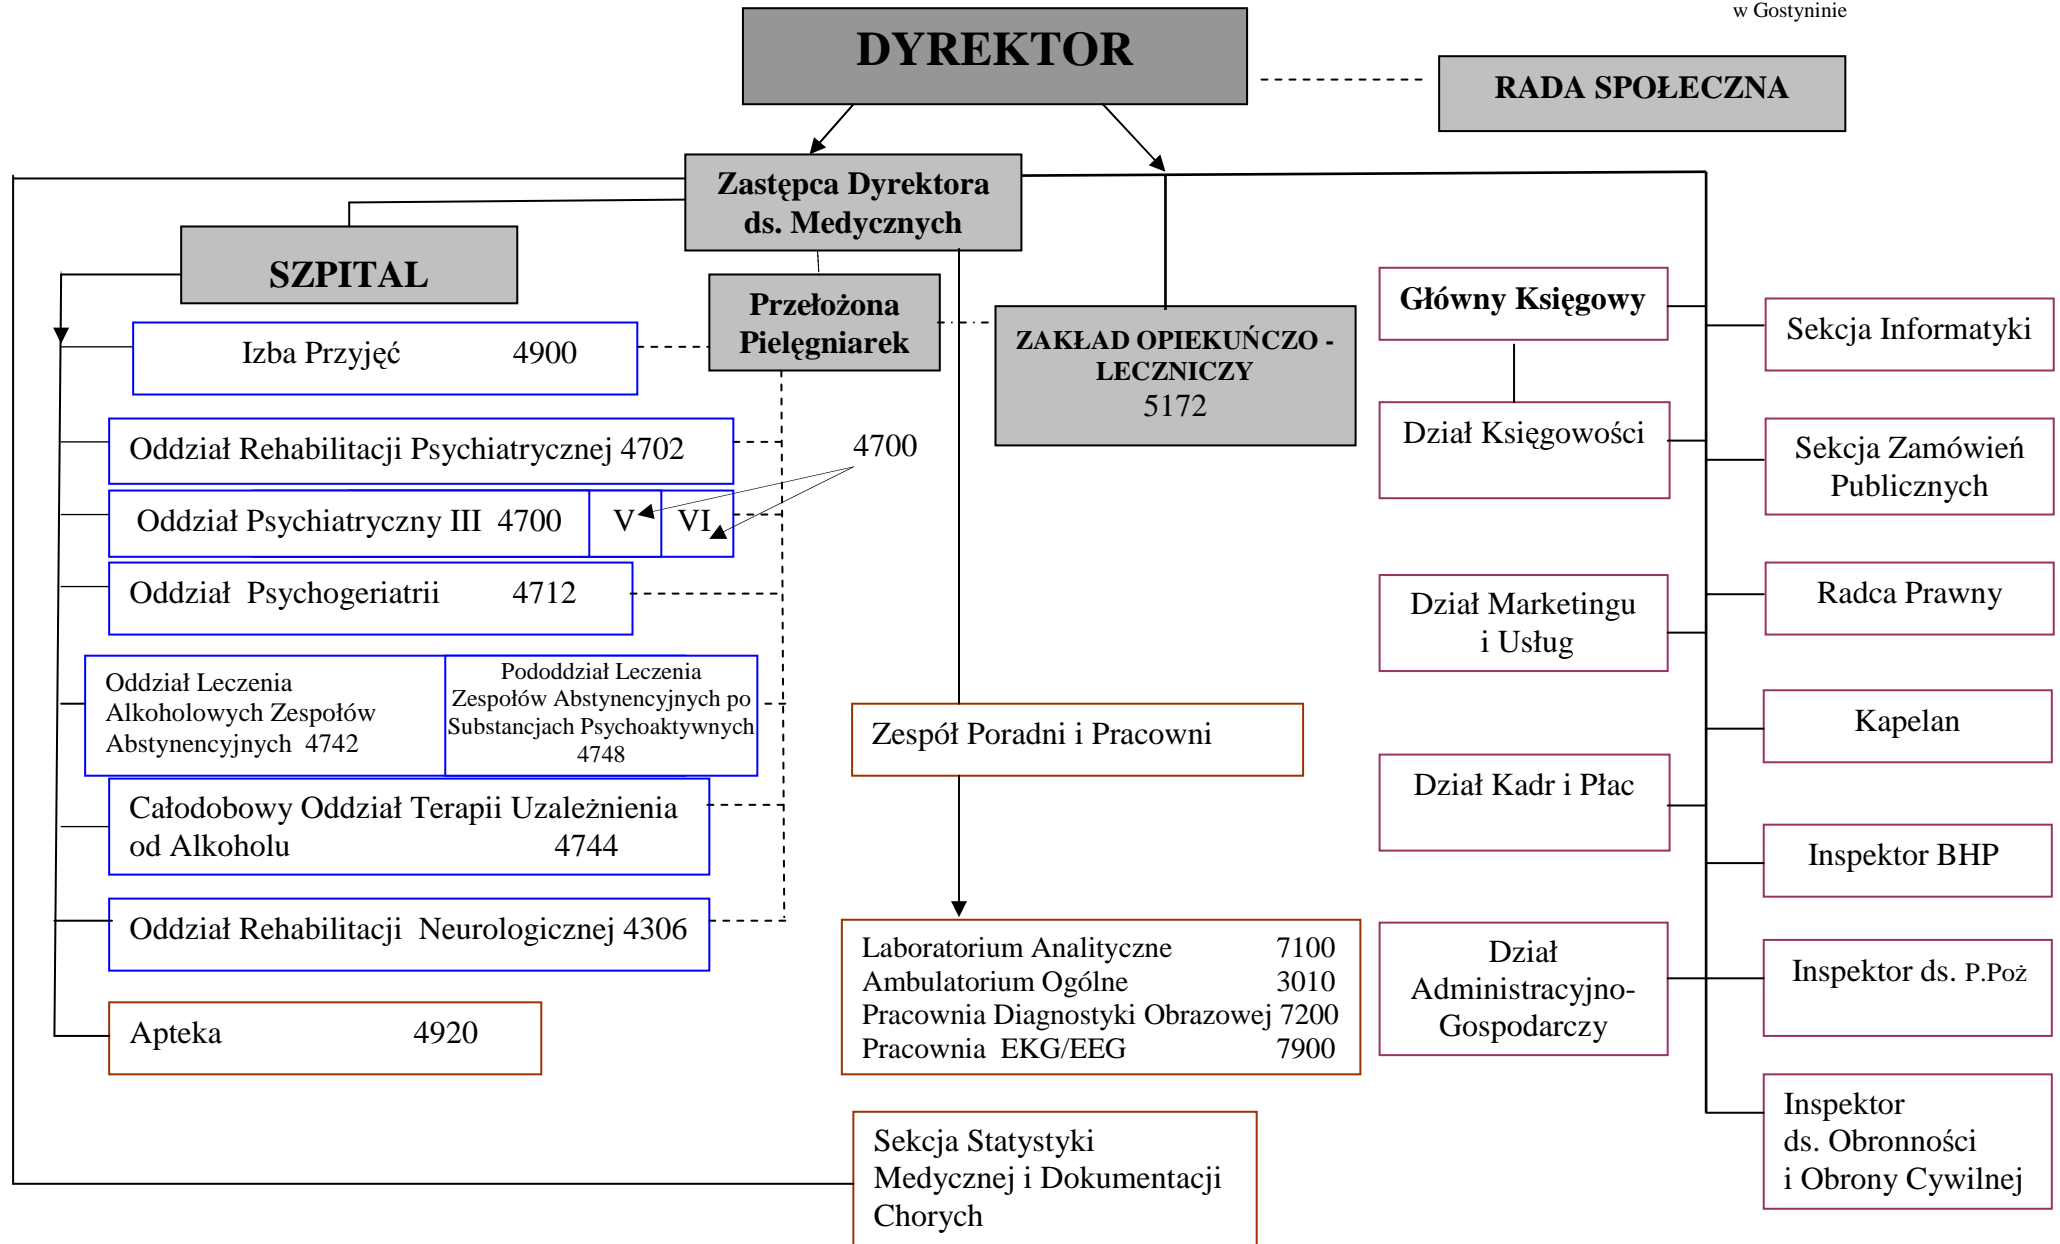 w Gostyninie
DYREKTOR
RADA SPOŁECZNA
Zastępca Dyrektora
ds. Medycznych
SZPITAL
Przełożona
Pielęgniarek
ZAKŁAD OPIEKUŃCZO -
LECZNICZY
5172
Izba Przyjęć 4900
Oddział Rehabilitacji Psychiatrycznej 4702
4700
Oddział Psychiatryczny III 4700
V
VI
Oddział Psychogeriatrii 4712
Oddział Leczenia
Alkoholowych Zespołów
Abstynencyjnych 4742
Pododdział Leczenia
Zespołów Abstynencyjnych po
Substancjach Psychoaktywnych
4748
Całodobowy Oddział Terapii Uzależnienia
od Alkoholu 4744
Oddział Rehabilitacji Neurologicznej 4306
Apteka 4920
Zespół Poradni i Pracowni
Laboratorium Analityczne 7100
Ambulatorium Ogólne 3010
Pracownia Diagnostyki Obrazowej 7200
Pracownia EKG/EEG 7900
Sekcja Statystyki
Medycznej i Dokumentacji
Chorych
Główny Księgowy
Dział Księgowości
Dział Marketingu
i Usług
Dział Kadr i Płac
Dział
Administracyjno-
Gospodarczy
Sekcja Informatyki
Sekcja Zamówień
Publicznych
Radca Prawny
Kapelan
Inspektor BHP
Inspektor ds. P.Poż
Inspektor
ds. Obronności
i Obrony Cywilnej